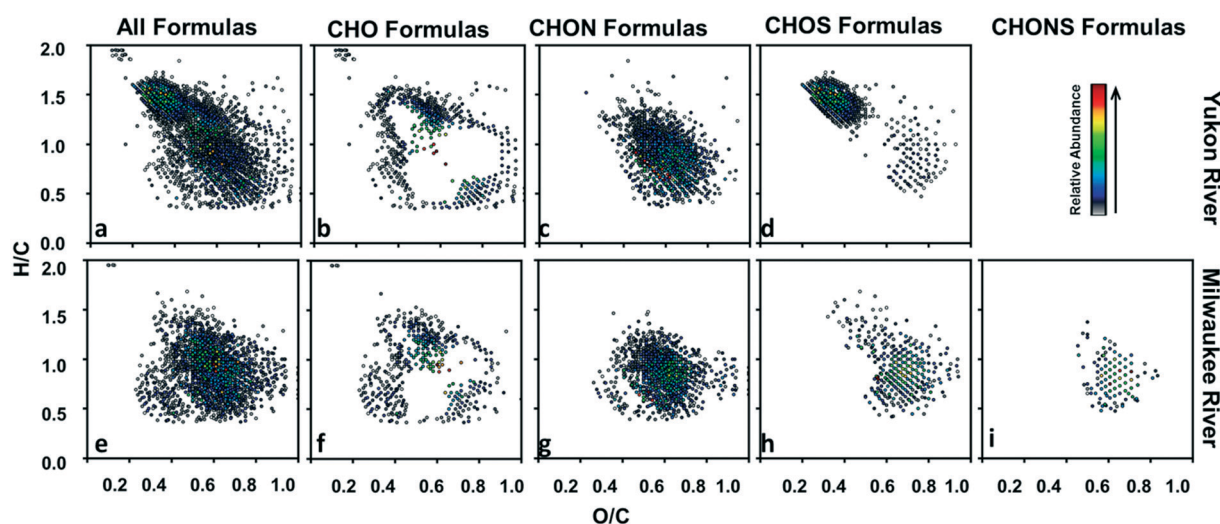 All Formulas
CHO Formulas
CHON Formulas
CHOS Formulas
CHONS Formulas
2.0
1.5
1.0
0.5
0.0
a
b
c
d
Relative Abundance
Yukon River
H/C
2.0
1.5
1.0
0.5
0.0
e
f
g
h
i
Milwaukee River
0.2 0.4 0.6 0.8 1.0
0.2 0.4 0.6 0.8 1.0
0.2 0.4 0.6 0.8 1.0
0.2 0.4 0.6 0.8 1.0
0.2 0.4 0.6 0.8 1.0
O/C